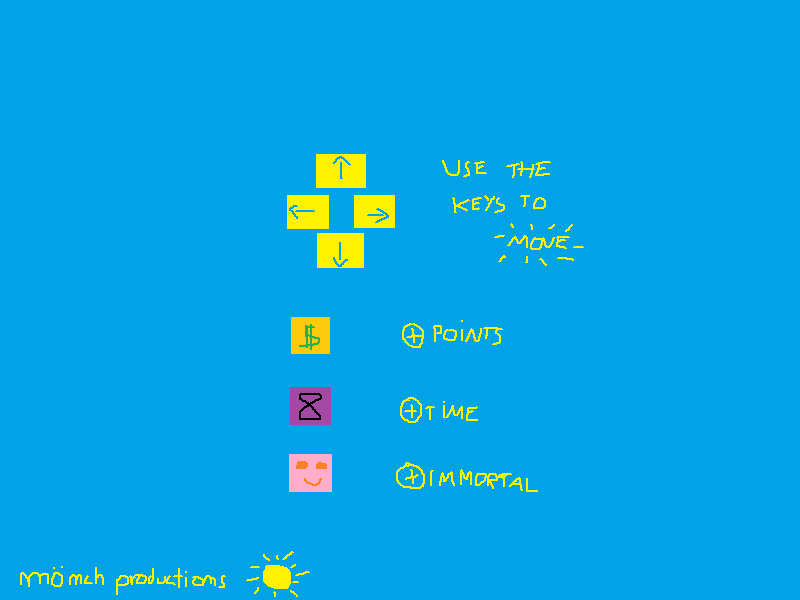 ↑
USE THE
← →
KEYS TO
↓
MOVE
$
⊕ POiNTS
⊕ TiME
⊕ IMMORTAL
mömch productions